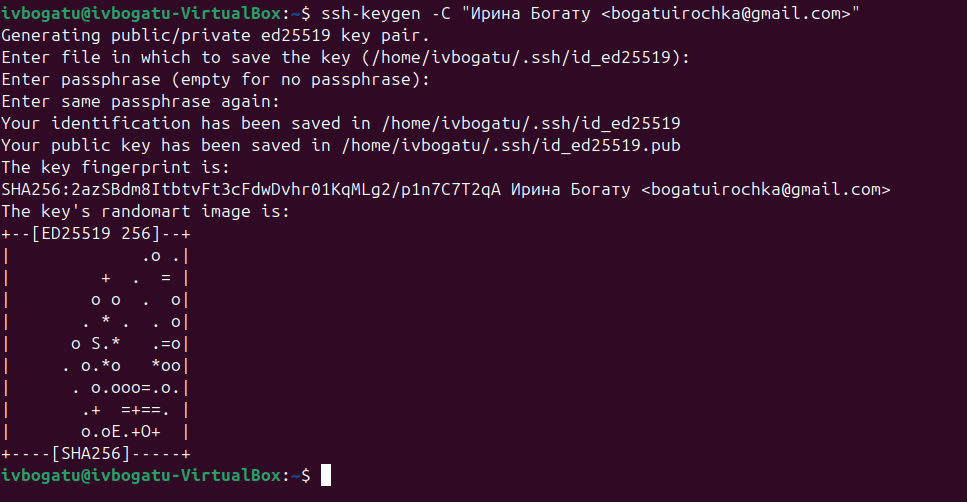 ivbogatu@ivbogatu-VirtualBox:~$ ssh-keygen -C "Ирина Богату <bogatuirochka@gmail.com>"
Generating public/private ed25519 key pair.
Enter file in which to save the key (/home/ivbogatu/.ssh/id_ed25519):
Enter passphrase (empty for no passphrase):
Enter same passphrase again:
Your identification has been saved in /home/ivbogatu/.ssh/id_ed25519
Your public key has been saved in /home/ivbogatu/.ssh/id_ed25519.pub
The key fingerprint is:
SHA256:2azSBdm8ItbtvFt3cFdwDvhr01KqMLg2/p1n7C7T2qA Ирина Богату <bogatuirochka@gmail.com>
The key's randomart image is:
+--[ED25519 256]--+
|              .o .|
|         +  .  = |
|        o o  .  o|
|       . * .  . o|
|      o S.*   .=o|
|     . o.*o   *oo|
|      . o.ooo=.o.|
|       .+  =+==. |
|       o.oE.+O+  |
+----[SHA256]-----+
ivbogatu@ivbogatu-VirtualBox:~$